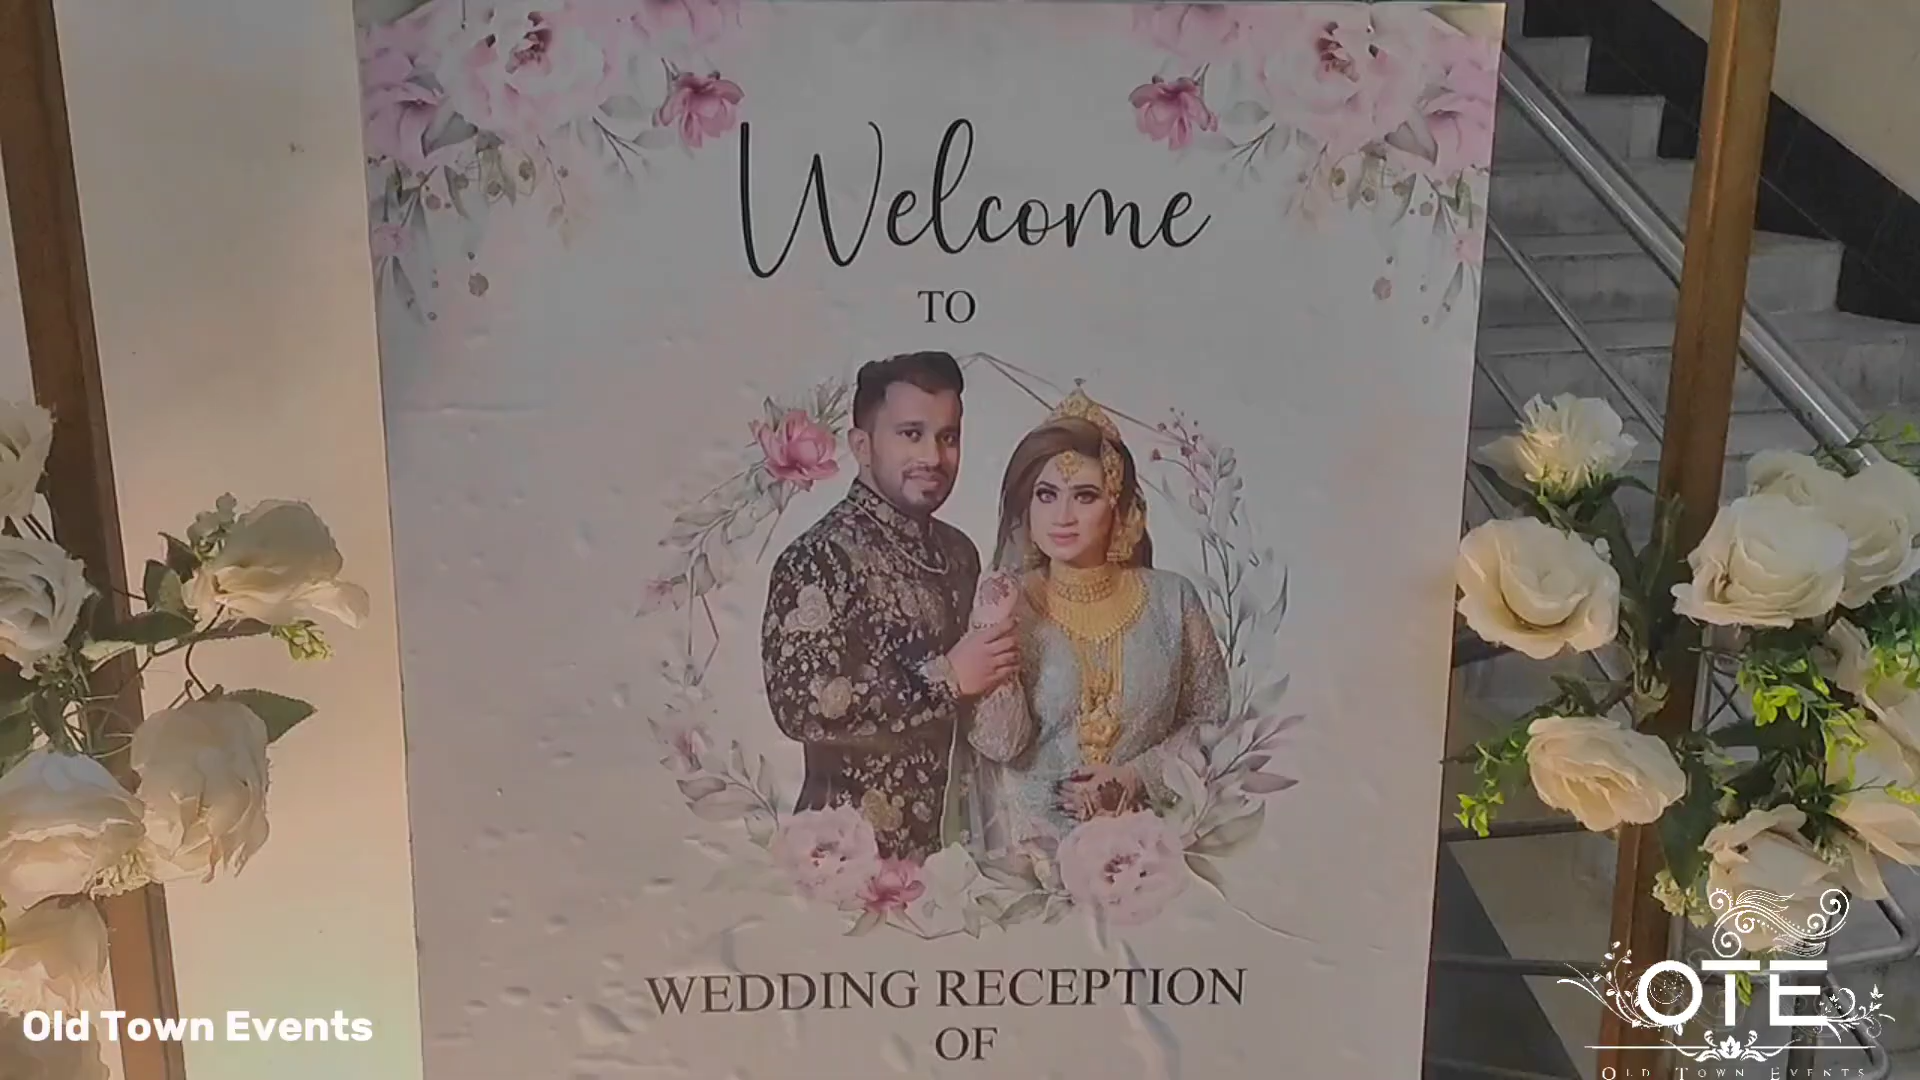 Welcome
TO
WEDDING RECEPTION
OF
Old Town Events
OTE
OLD TOWN EVENTS